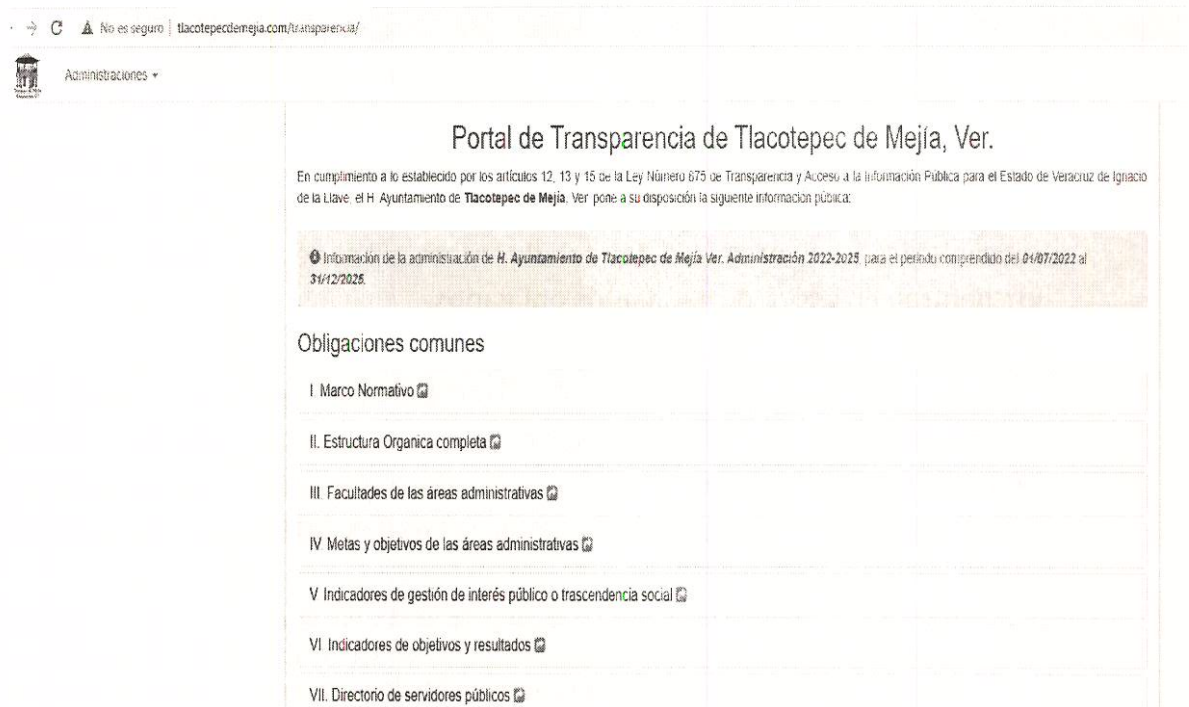 No es seguro | tlacotepecdemejia.com/transparencia/
Administraciones
Portal de Transparencia de Tlacotepec de Mejía, Ver.
En cumplimiento a lo establecido por los artículos 12, 13 y 15 de la Ley Número 875 de Transparencia y Acceso a la Información Pública para el Estado de Veracruz de Ignacio
de la Llave, el H. Ayuntamiento de Tlacotepec de Mejía, Ver pone a su disposición la siguiente información pública:
Información de la administración de H. Ayuntamiento de Tlacotepec de Mejía Ver. Administración 2022-2025, para el periodo comprendido del 01/07/2022 al
31/12/2025.
Obligaciones comunes
I Marco Normativo
II. Estructura Organica completa
III. Facultades de las áreas administrativas
IV Metas y objetivos de las áreas administrativas
V Indicadores de gestión de interés público o trascendencia social
VI. Indicadores de objetivos y resultados
VII. Directorio de servidores públicos